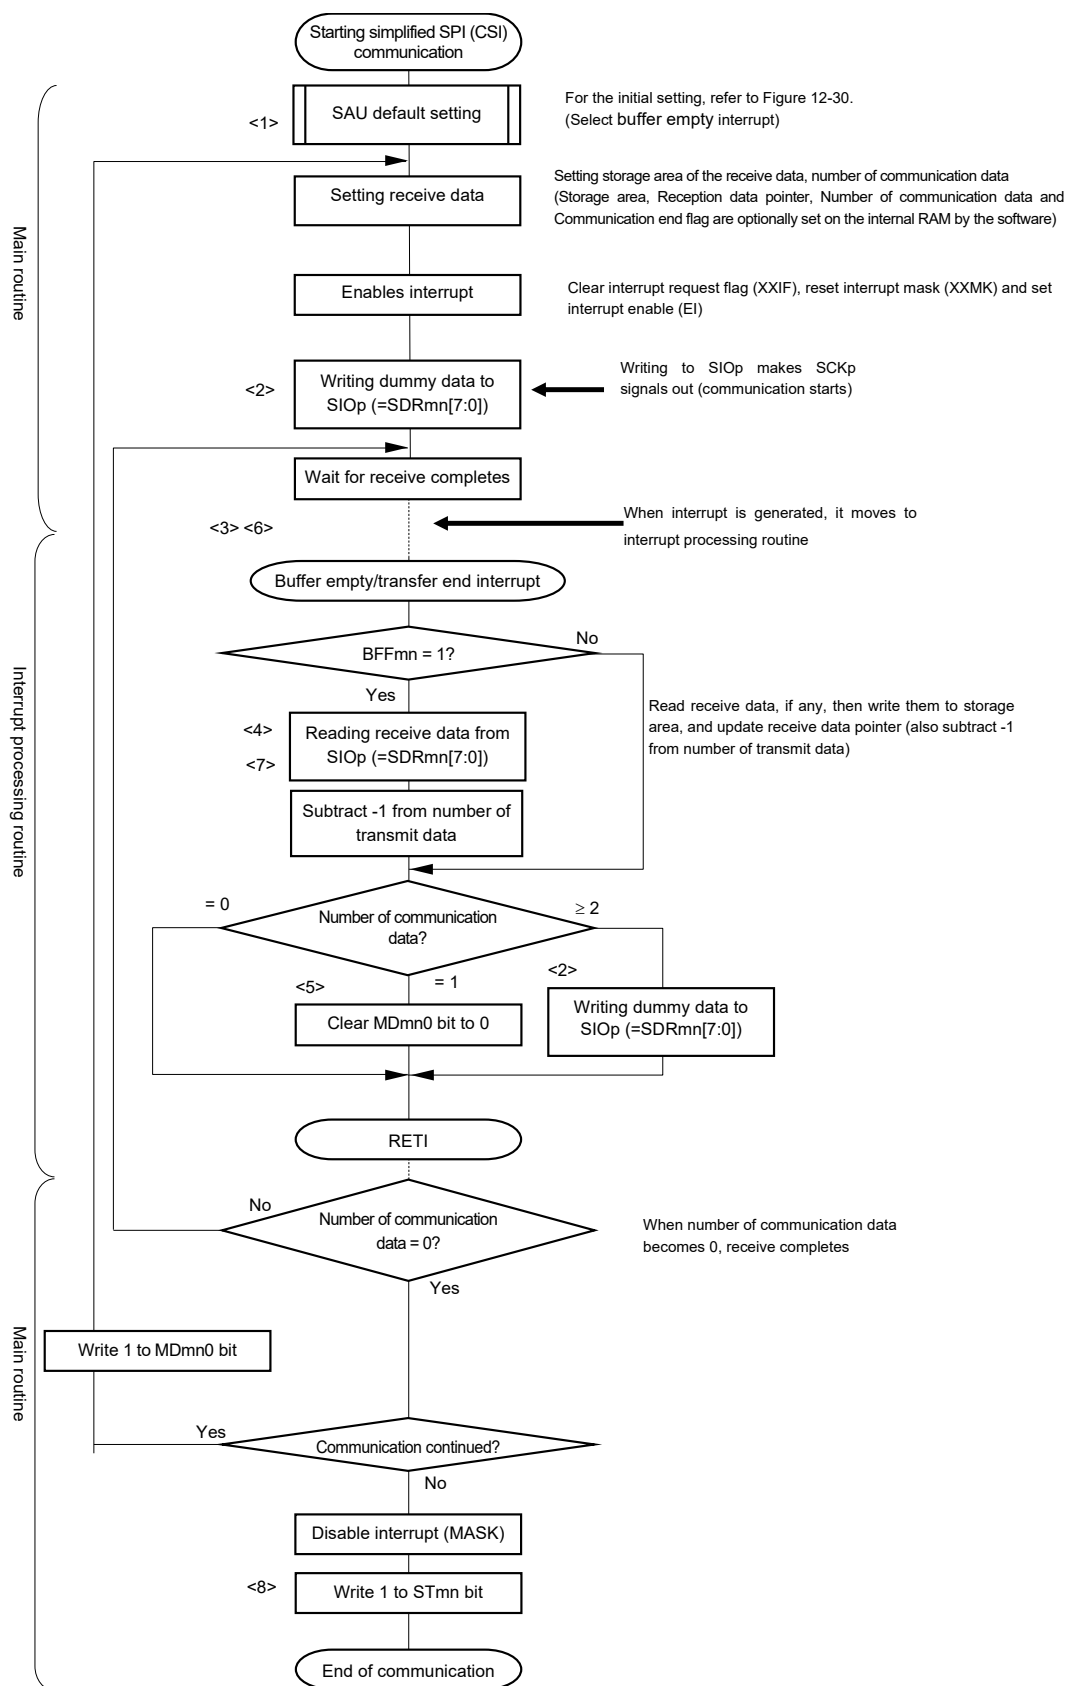 Starting simplified SPI (CSI)
communication
SAU default setting
<1>
For the initial setting, refer to Figure 12-30.
(Select buffer empty interrupt)
Setting receive data
Setting storage area of the receive data, number of communication data
(Storage area, Reception data pointer, Number of communication data and
Communication end flag are optionally set on the internal RAM by the software)
Main routine
Enables interrupt
Clear interrupt request flag (XXIF), reset interrupt mask (XXMK) and set
interrupt enable (EI)
<2>
Writing dummy data to
SIOp (=SDRmn[7:0])
Writing to SIOp makes SCKp
signals out (communication starts)
Wait for receive completes
<3> <6>
When interrupt is generated, it moves to
interrupt processing routine
Buffer empty/transfer end interrupt
BFFmn = 1?
No
Yes
Interrupt processing routine
<4>
<7>
Reading receive data from
SIOp (=SDRmn[7:0])
Read receive data, if any, then write them to storage
area, and update receive data pointer (also subtract -1
from number of transmit data)
Subtract -1 from number of
transmit data
= 0
Number of communication
data?
≥ 2
= 1
<5>
Clear MDmn0 bit to 0
<2>
Writing dummy data to
SIOp (=SDRmn[7:0])
RETI
No
Number of communication
data = 0?
Yes
When number of communication data
becomes 0, receive completes
Main routine
Write 1 to MDmn0 bit
Yes
Communication continued?
No
Disable interrupt (MASK)
<8>
Write 1 to STmn bit
End of communication